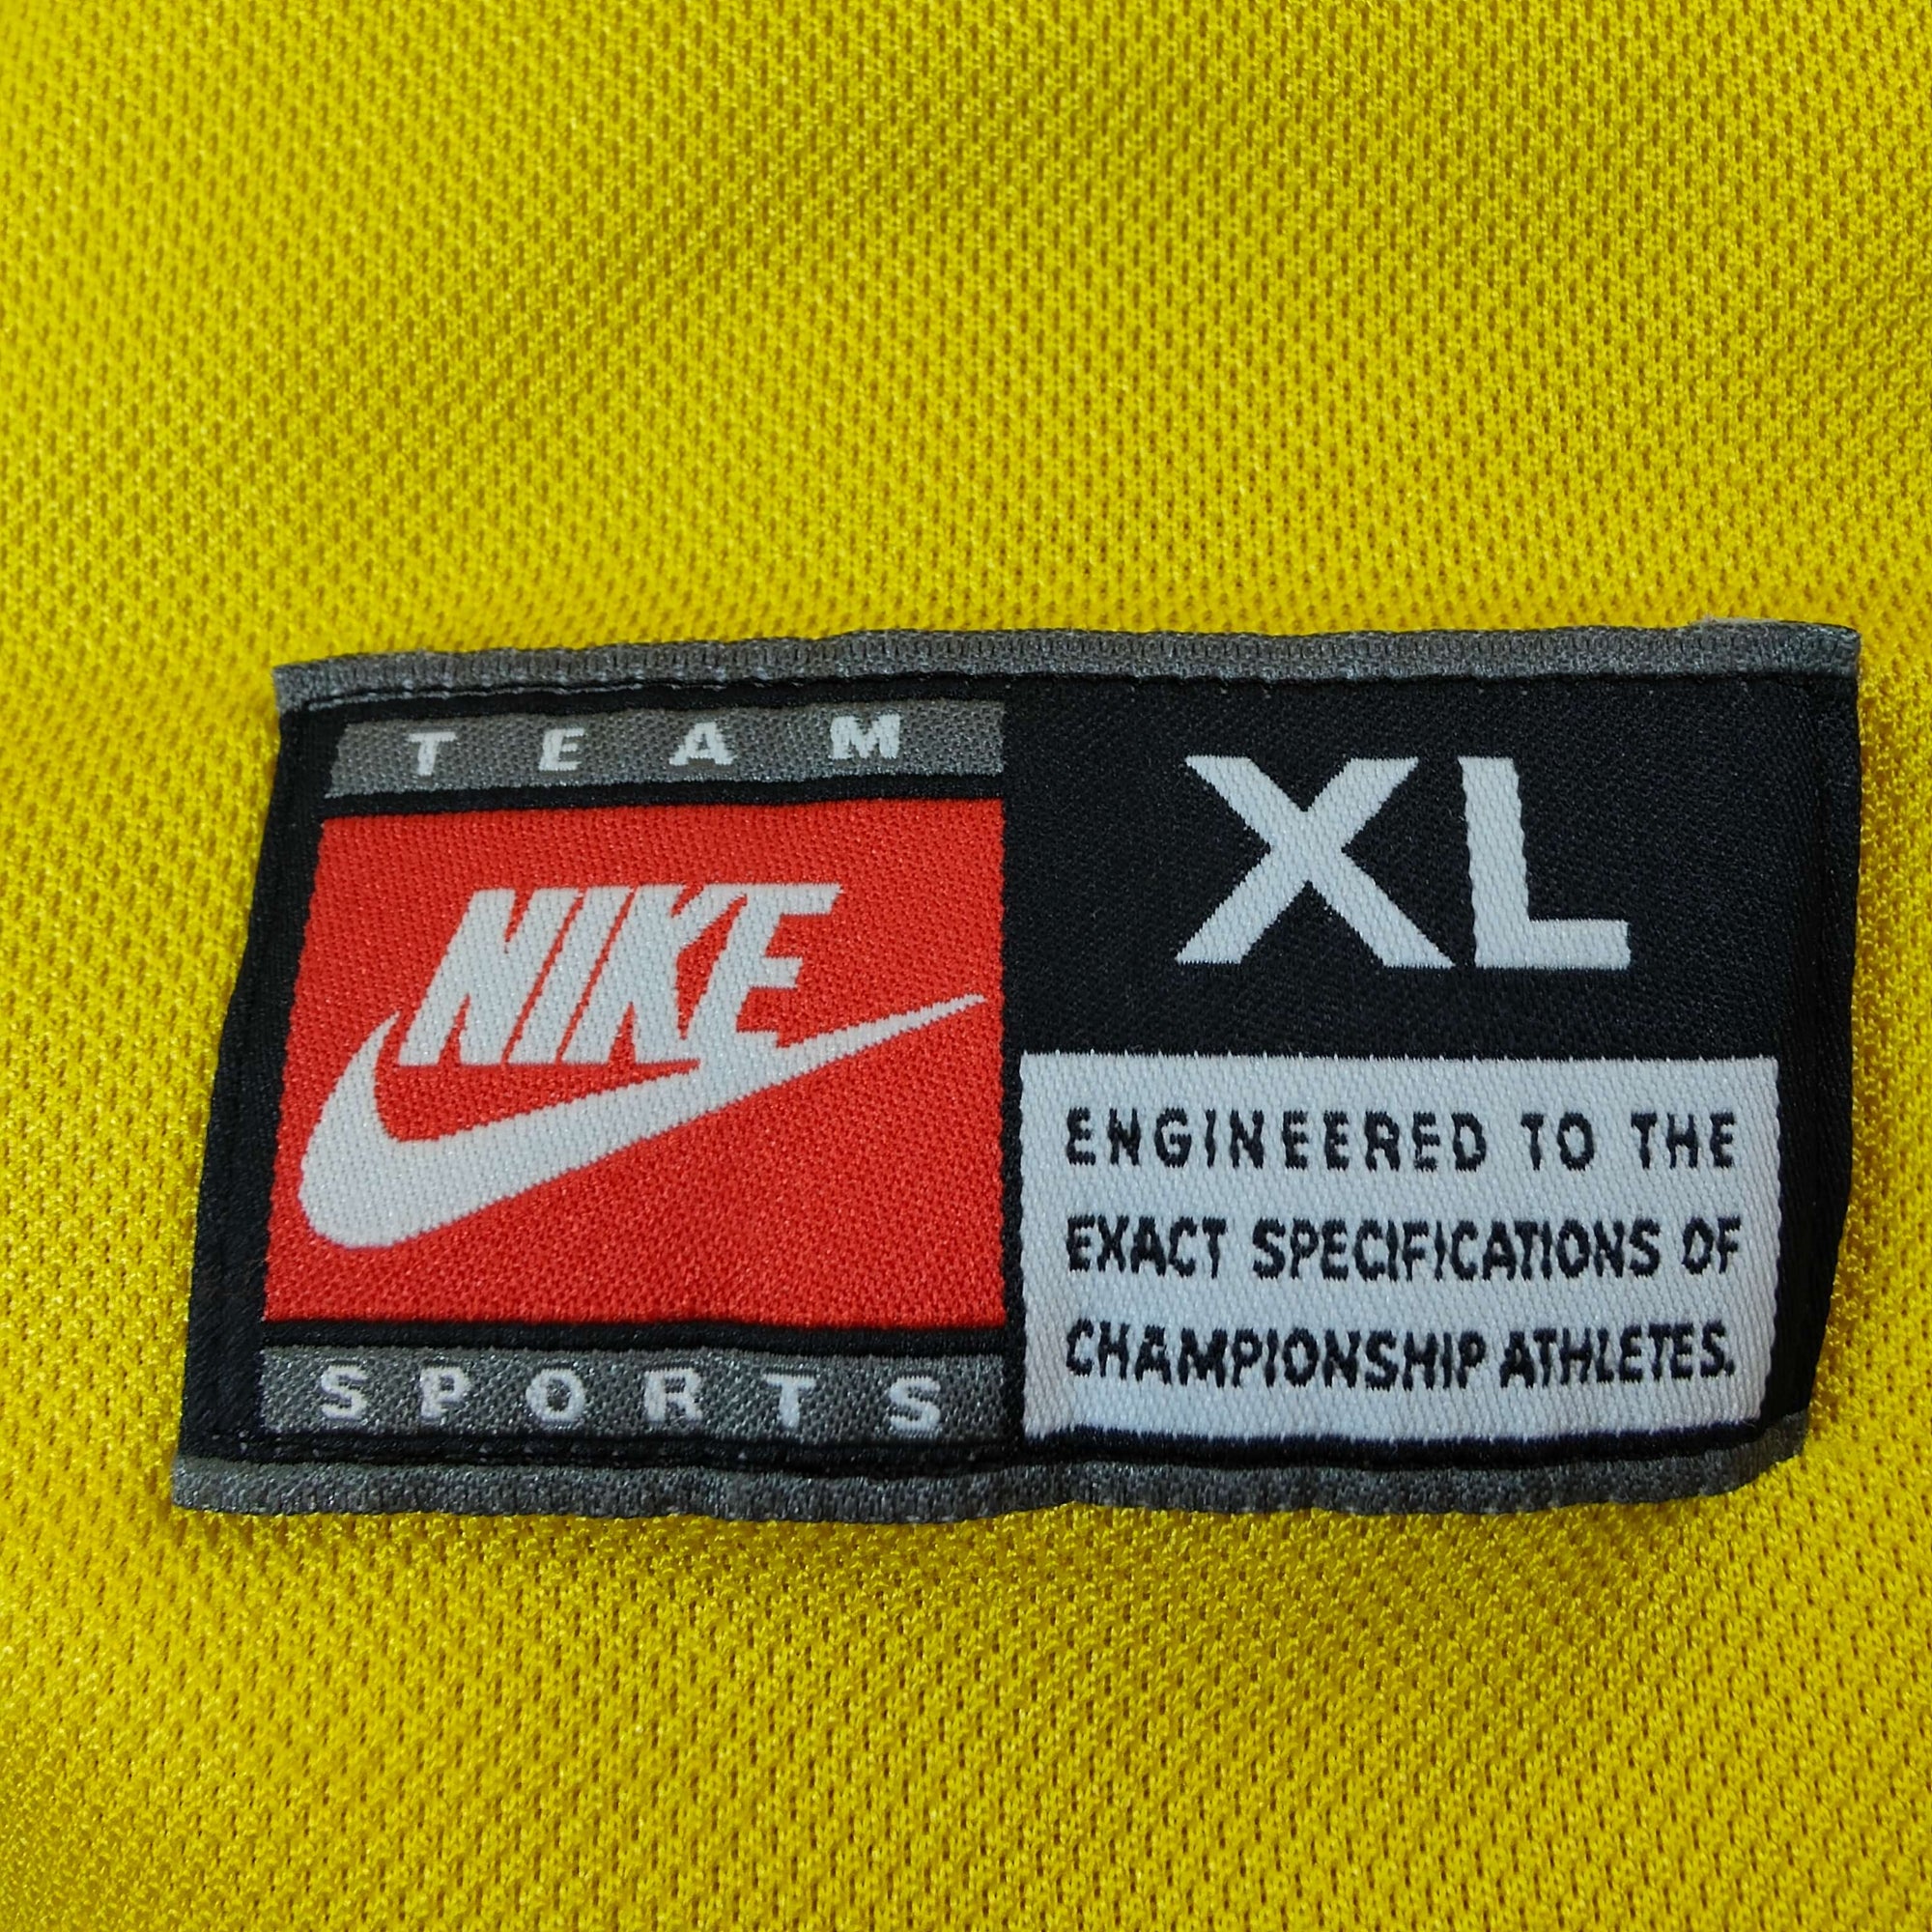 TEAM
NIKE
SPORTS
XL
ENGINEERED TO THE
EXACT SPECIFICATIONS OF
CHAMPIONSHIP ATHLETES.